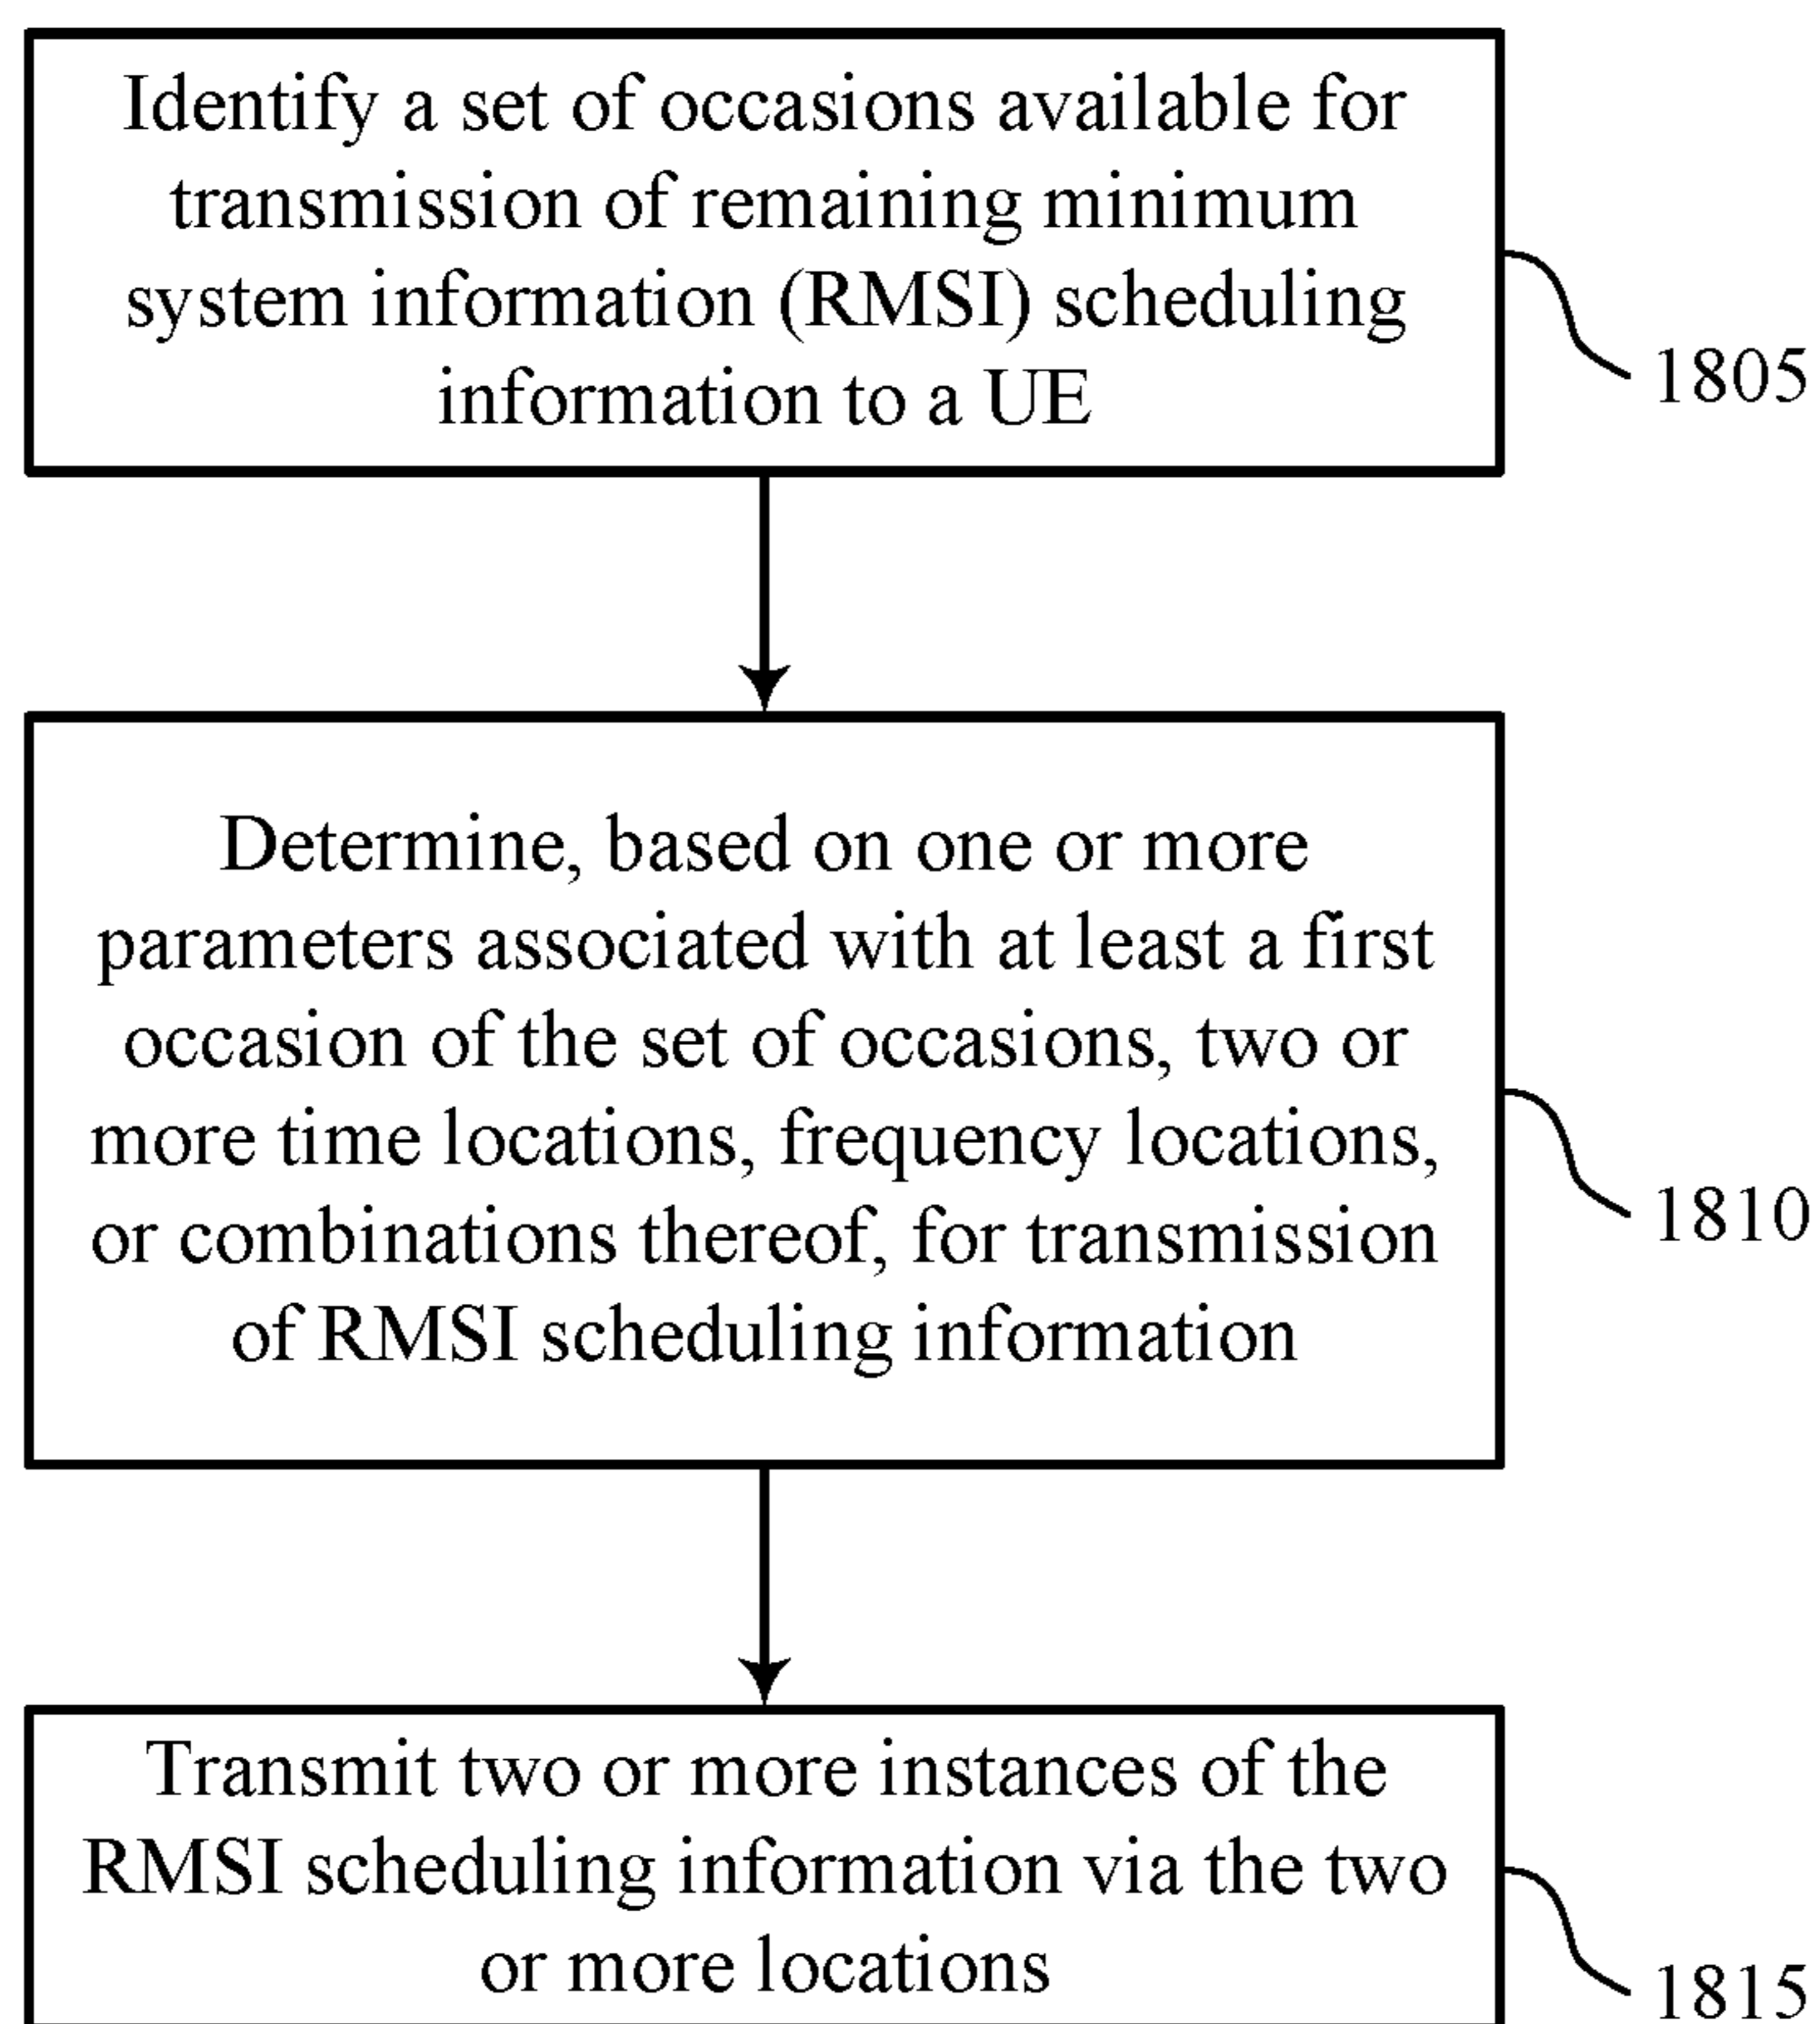 Identify a set of occasions available for
transmission of remaining minimum
system information (RMSI) scheduling
information to a UE
1805
Determine, based on one or more
parameters associated with at least a first
occasion of the set of occasions, two or
more time locations, frequency locations,
or combinations thereof, for transmission
of RMSI scheduling information
1810
Transmit two or more instances of the
RMSI scheduling information via the two
or more locations
1815